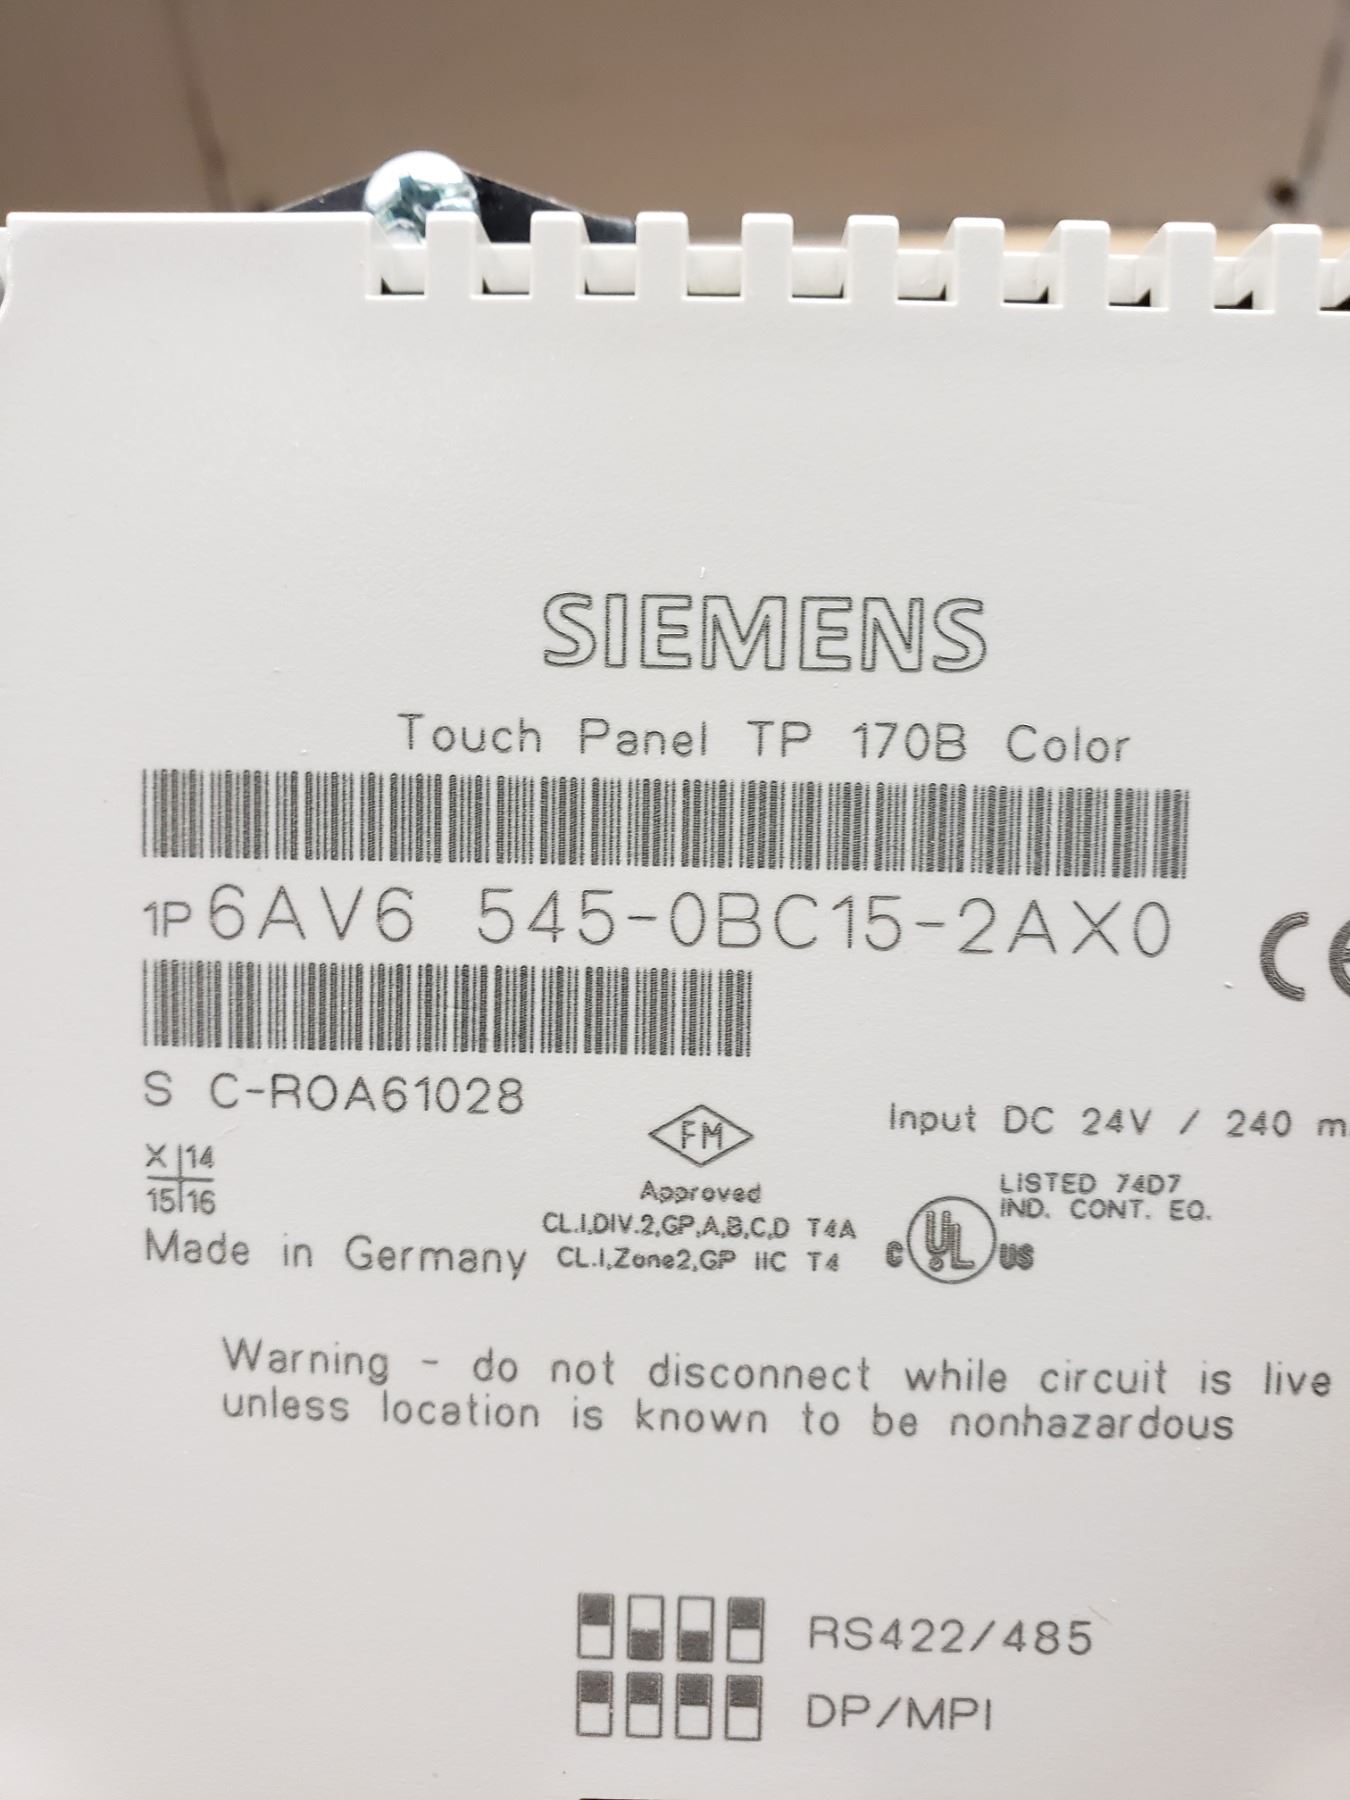 SIEMENS
Touch Panel TP 170B Color
1P 6AV6 545-0BC15-2AX0
CE
S C-ROA61028
Input DC 24V / 240 m
X 14
15 16
FM
Approved
CL.I,DIV.2,GP,A,B,C,D T4A
CL.I,Zone2,GP IIC T4
C UL US
LISTED 74D7
IND. CONT. EQ.
Made in Germany
Warning - do not disconnect while circuit is live
unless location is known to be nonhazardous
RS422/485
DP/MPI